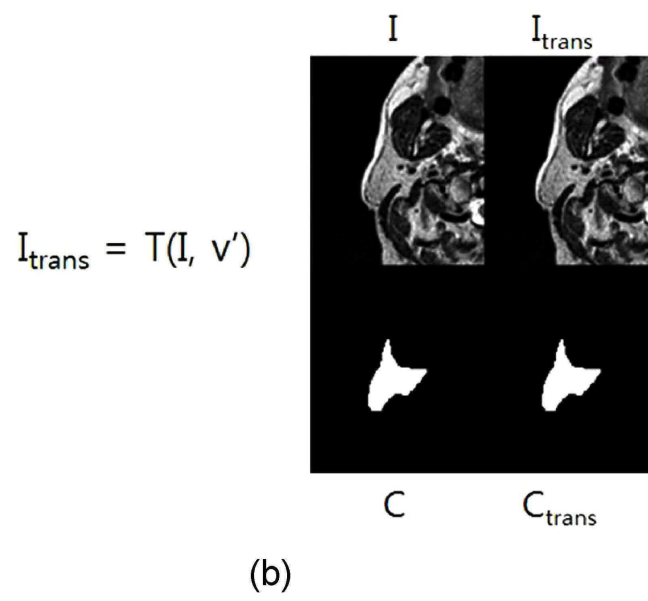 I I_trans
I_trans = T(I, v')
C C_trans
(b)